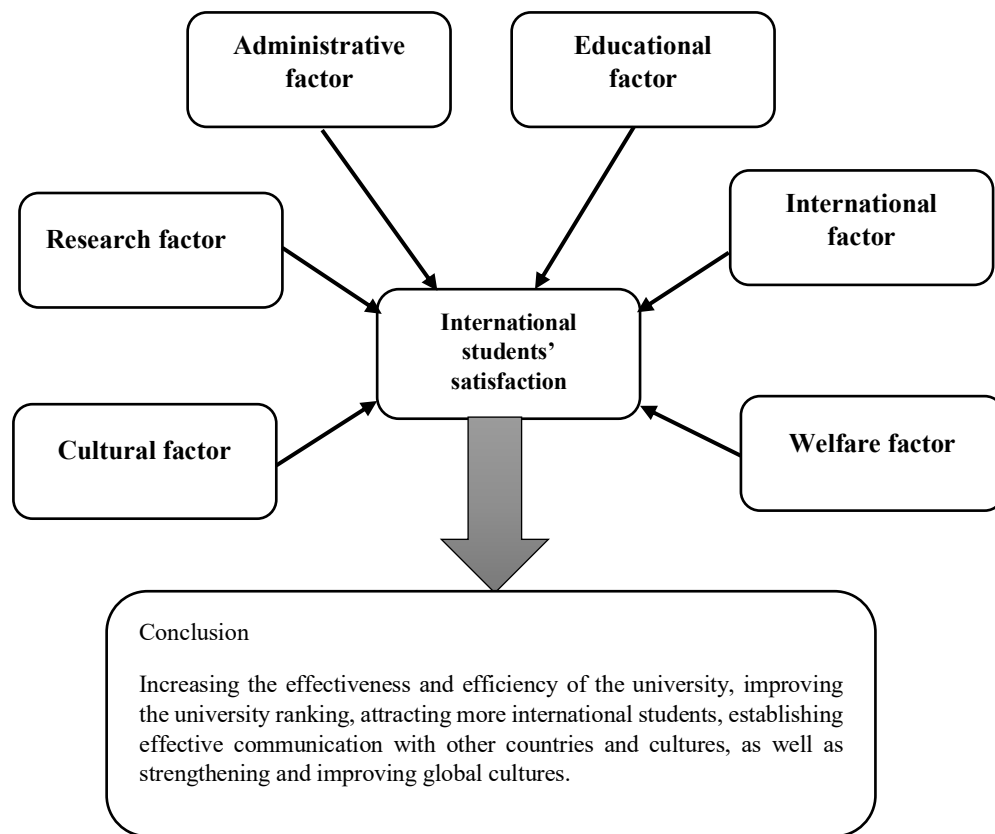 Administrative
factor
Educational
factor
Research factor
International
factor
International
students’
satisfaction
Cultural factor
Welfare factor
Conclusion
Increasing the effectiveness and efficiency of the university, improving
the university ranking, attracting more international students, establishing
effective communication with other countries and cultures, as well as
strengthening and improving global cultures.